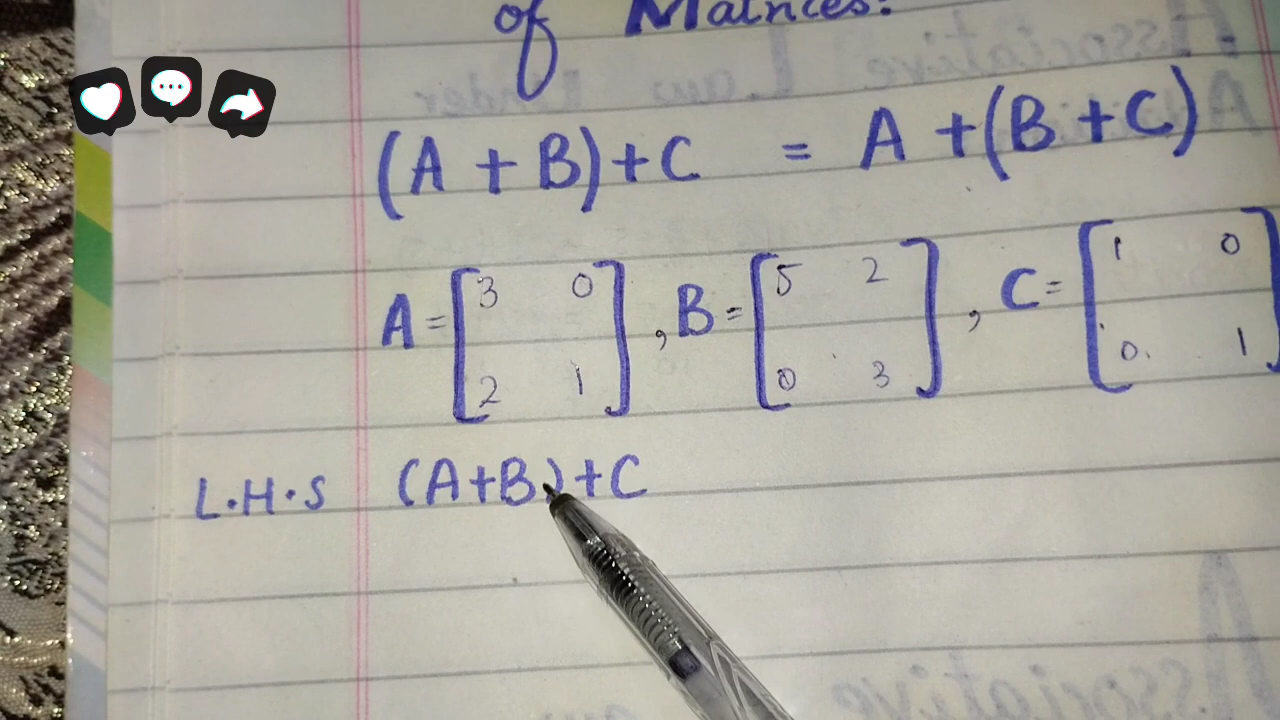 of Matrices.
(A + B) + C = A + (B + C)
A = [3 0 2 1], B = [5 2 0 3], C = [1 0 0 1]
L.H.S (A+B)+C